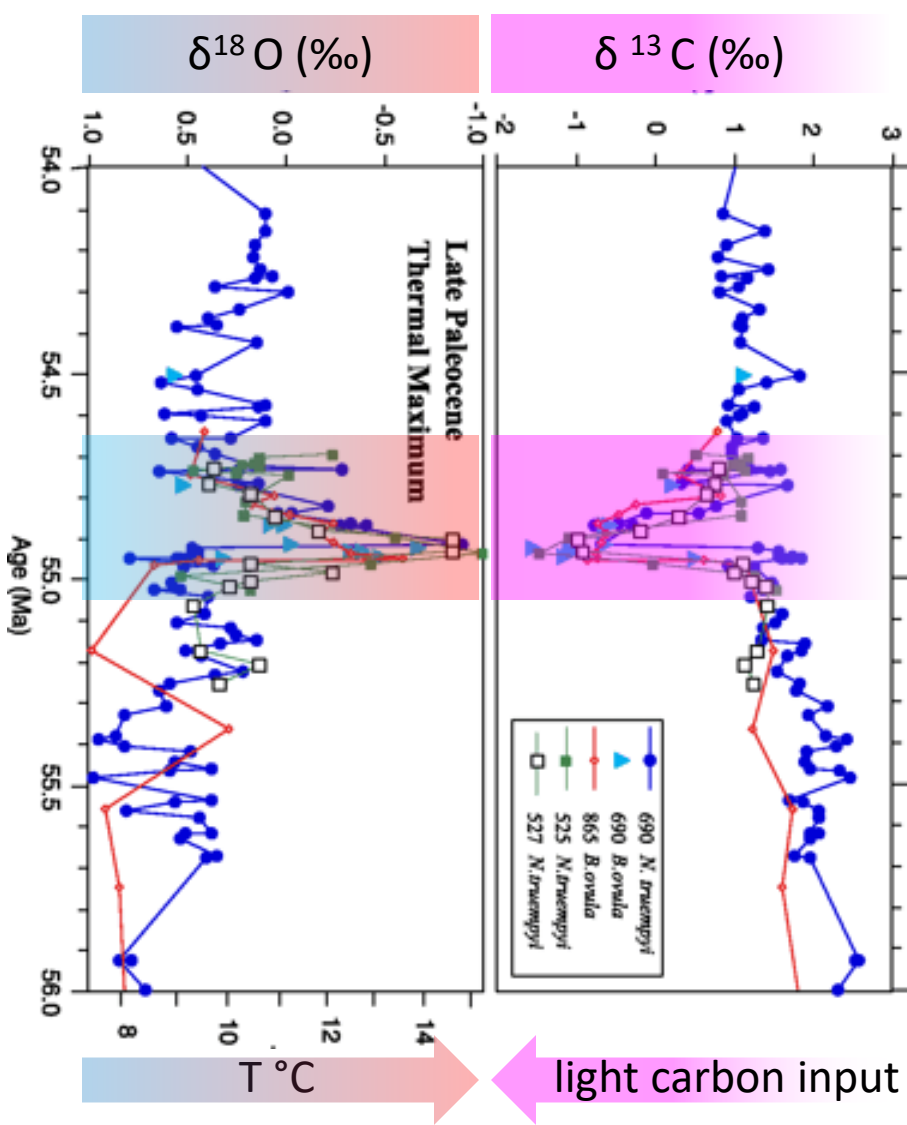 δ18 O (‰)
δ 13 C (‰)
1.0 0.5 0.0 -0.5 -1.0
-2 -1 0 1 2 3
54.0
54.5
55.0
55.5
56.0
Age (Ma)
Late Paleocene
Thermal Maximum
690 N. truempyi
690 B.ovula
865 B.ovula
525 N.truempyi
527 N.truempyi
8 10 12 14
T °C
light carbon input